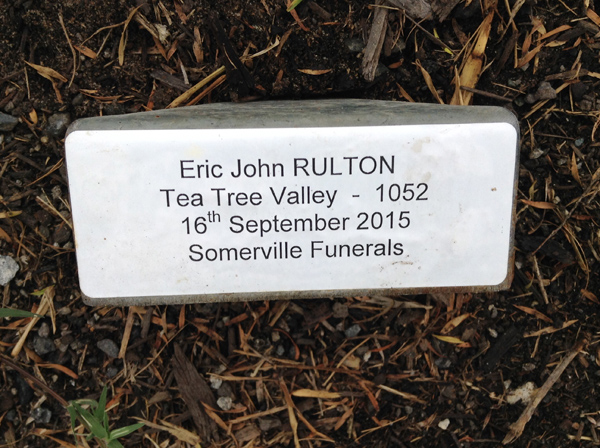 Eric John RULTON
Tea Tree Valley - 1052
16th September 2015
Somerville Funerals